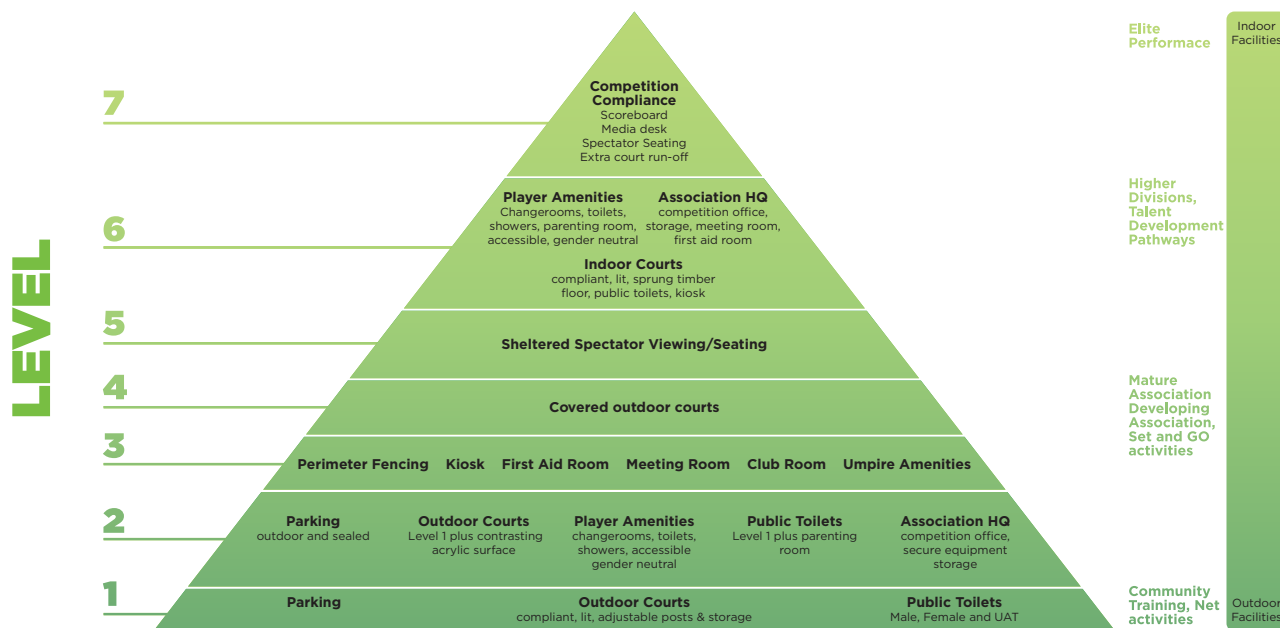 LEVEL
7
Competition
Compliance
Scoreboard
Media desk
Spectator Seating
Extra court run-off
6
Player Amenities
Changerooms, toilets,
showers, parenting room,
accessible, gender neutral
Association HQ
competition office,
storage, meeting room,
first aid room
Indoor Courts
compliant, lit, sprung timber
floor, public toilets, kiosk
5
Sheltered Spectator Viewing/Seating
4
Covered outdoor courts
3
Perimeter Fencing
Kiosk
First Aid Room
Meeting Room
Club Room
Umpire Amenities
2
Parking
outdoor and sealed
Outdoor Courts
Level 1 plus contrasting
acrylic surface
Player Amenities
changerooms, toilets,
showers, accessible
gender neutral
Public Toilets
Level 1 plus parenting
room
Association HQ
competition office,
secure equipment
storage
1
Parking
Outdoor Courts
compliant, lit, adjustable posts & storage
Public Toilets
Male, Female and UAT
Elite
Performace
Higher
Divisions,
Talent
Development
Pathways
Mature
Association
Developing
Association,
Set and GO
activities
Community
Training, Net
activities
Indoor
Facilities
Outdoor
Facilities